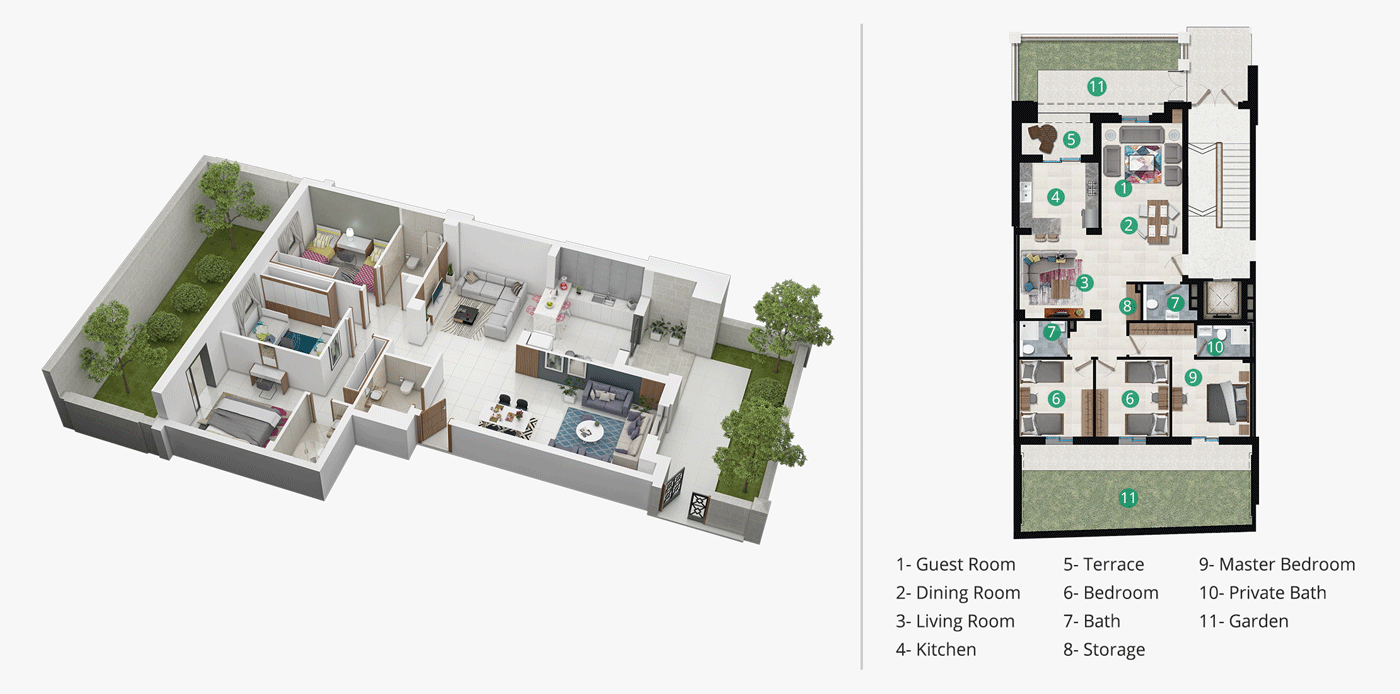 11
5
4
1
2
3
8
7
7
10
9
6
6
11
1- Guest Room
2- Dining Room
3- Living Room
4- Kitchen
5- Terrace
6- Bedroom
7- Bath
8- Storage
9- Master Bedroom
10- Private Bath
11- Garden